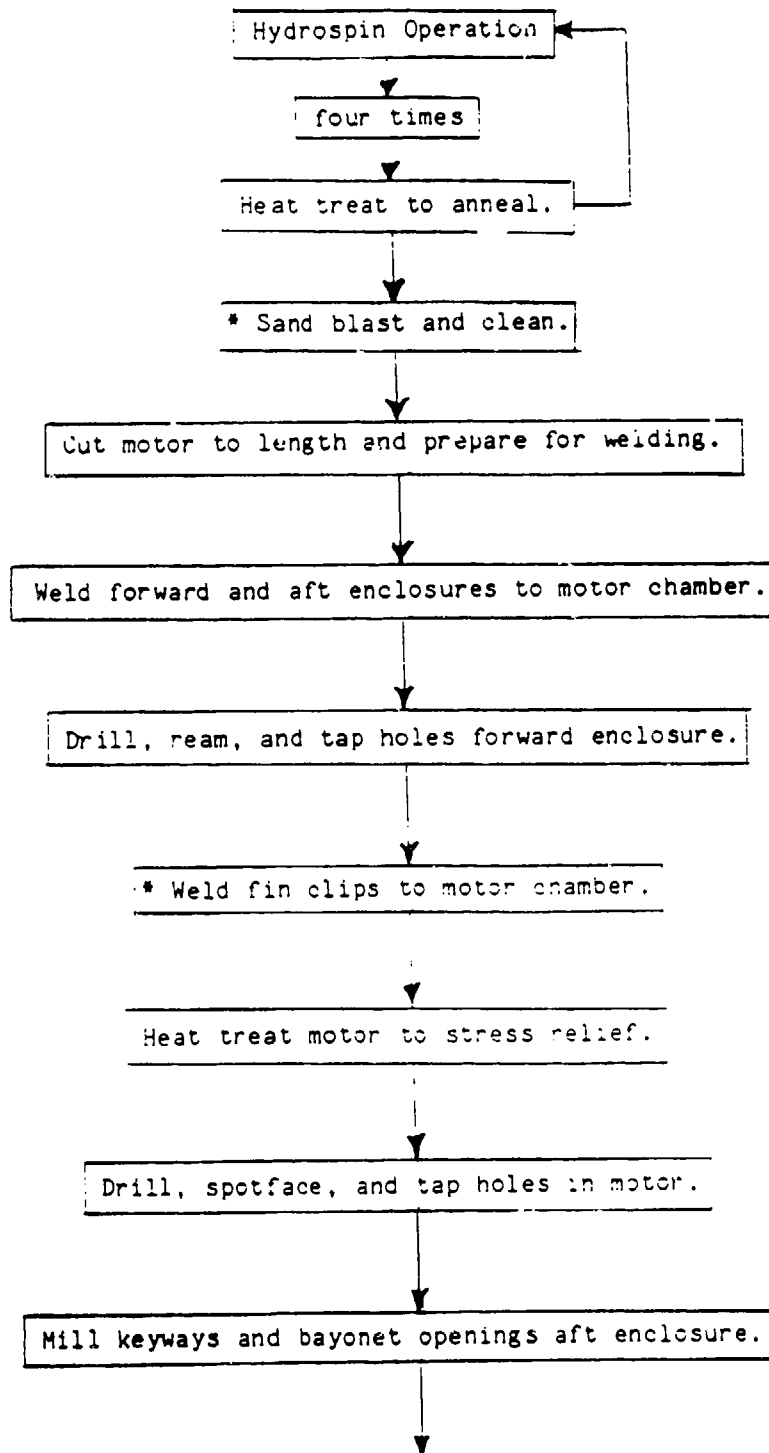 Hydrospin Operation
four times
Heat treat to anneal.
* Sand blast and clean.
Cut motor to length and prepare for welding.
Weld forward and aft enclosures to motor chamber.
Drill, ream, and tap holes forward enclosure.
* Weld fin clips to motor chamber.
Heat treat motor to stress relief.
Drill, spotface, and tap holes in motor.
Mill keyways and bayonet openings aft enclosure.